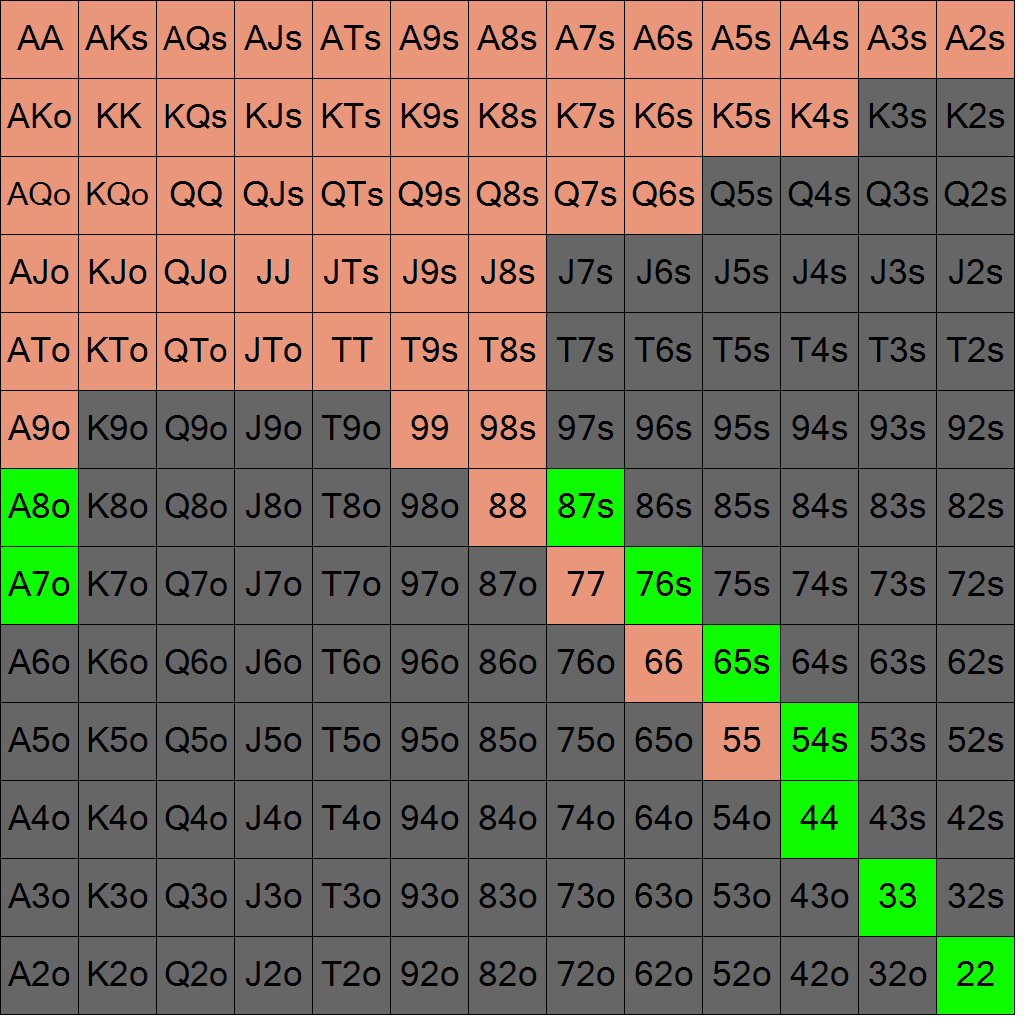 AA AKs AQs AJs ATs A9s A8s A7s A6s A5s A4s A3s A2s
AKo KK KQs KJs KTs K9s K8s K7s K6s K5s K4s K3s K2s
AQo KQo QQ QJs QTs Q9s Q8s Q7s Q6s Q5s Q4s Q3s Q2s
AJo KJo QJo JJ JTs J9s J8s J7s J6s J5s J4s J3s J2s
ATo KTo QTo JTo TT T9s T8s T7s T6s T5s T4s T3s T2s
A9o K9o Q9o J9o T9o 99 98s 97s 96s 95s 94s 93s 92s
A8o K8o Q8o J8o T8o 98o 88 87s 86s 85s 84s 83s 82s
A7o K7o Q7o J7o T7o 97o 87o 77 76s 75s 74s 73s 72s
A6o K6o Q6o J6o T6o 96o 86o 76o 66 65s 64s 63s 62s
A5o K5o Q5o J5o T5o 95o 85o 75o 65o 55 54s 53s 52s
A4o K4o Q4o J4o T4o 94o 84o 74o 64o 54o 44 43s 42s
A3o K3o Q3o J3o T3o 93o 83o 73o 63o 53o 43o 33 32s
A2o K2o Q2o J2o T2o 92o 82o 72o 62o 52o 42o 32o 22